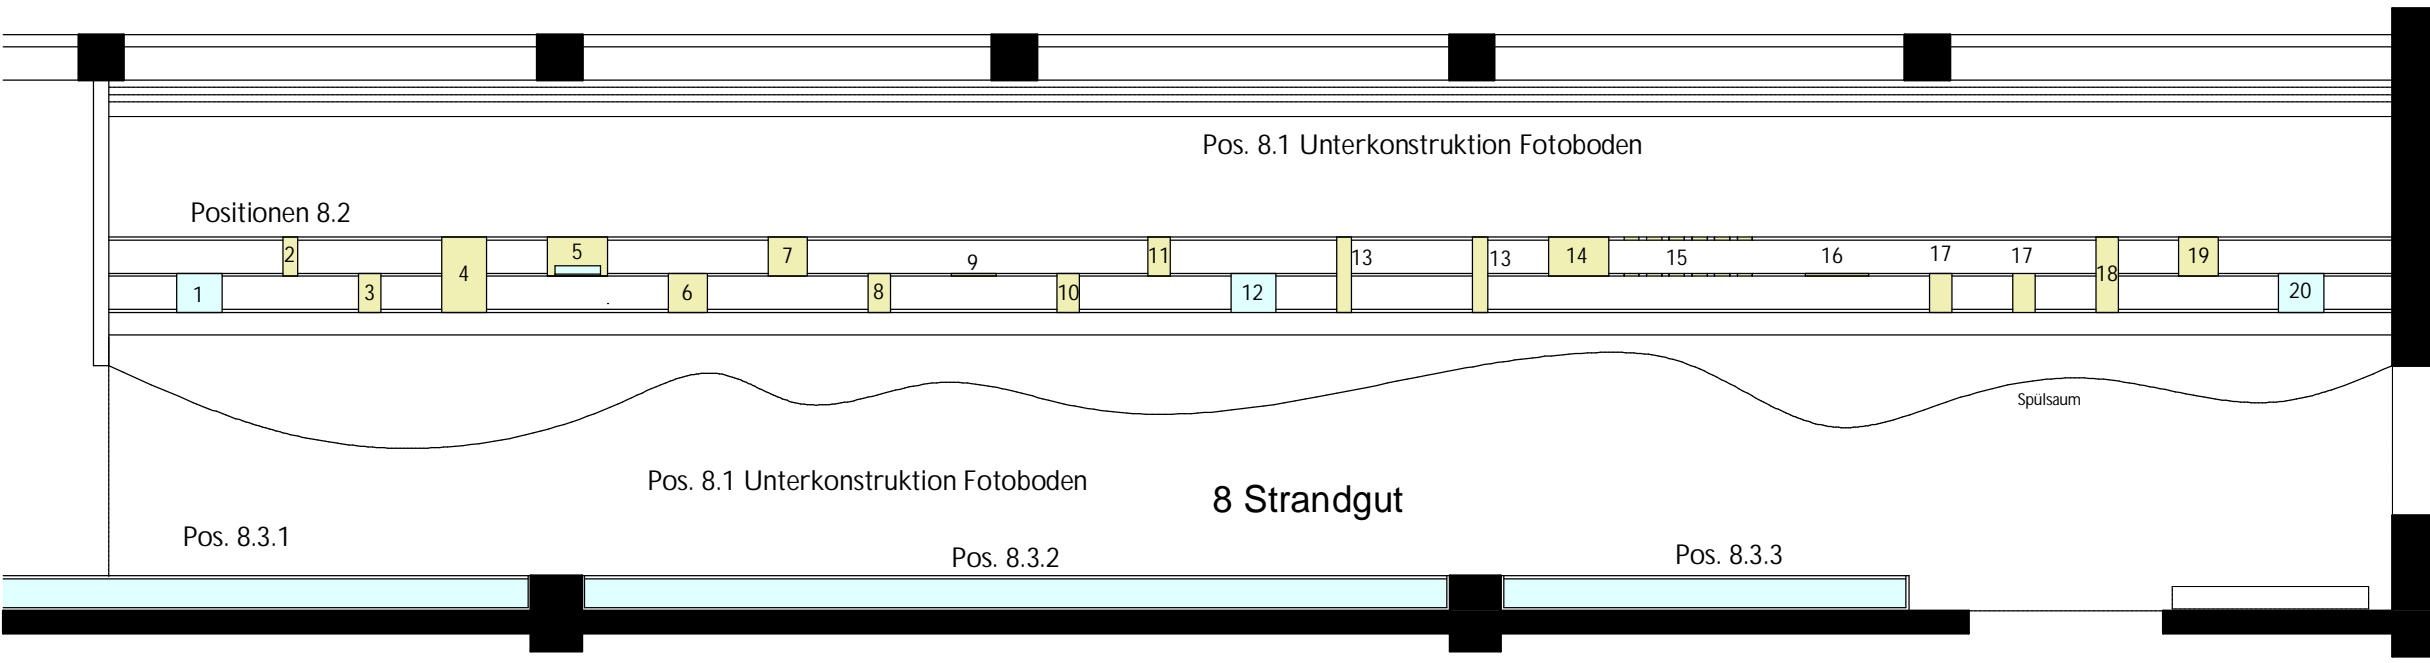 Pos. 8.1 Unterkonstruktion Fotoboden
Positionen 8.2
1
2
3
4
5
6
7
8
9
10
11
12
13
13
14
15
16
17
17
18
19
20
Spülsaum
Pos. 8.1 Unterkonstruktion Fotoboden
8 Strandgut
Pos. 8.3.1
Pos. 8.3.2
Pos. 8.3.3